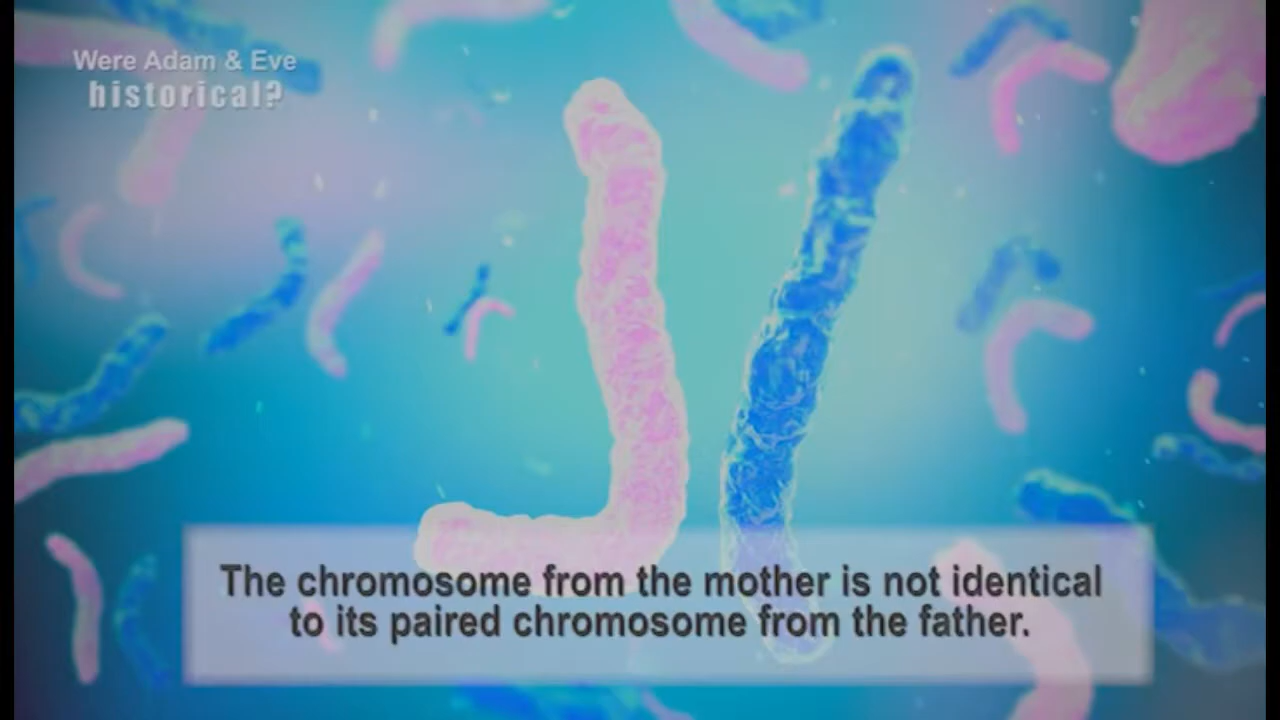 Were Adam & Eve
historical?
The chromosome from the mother is not identical
to its paired chromosome from the father.